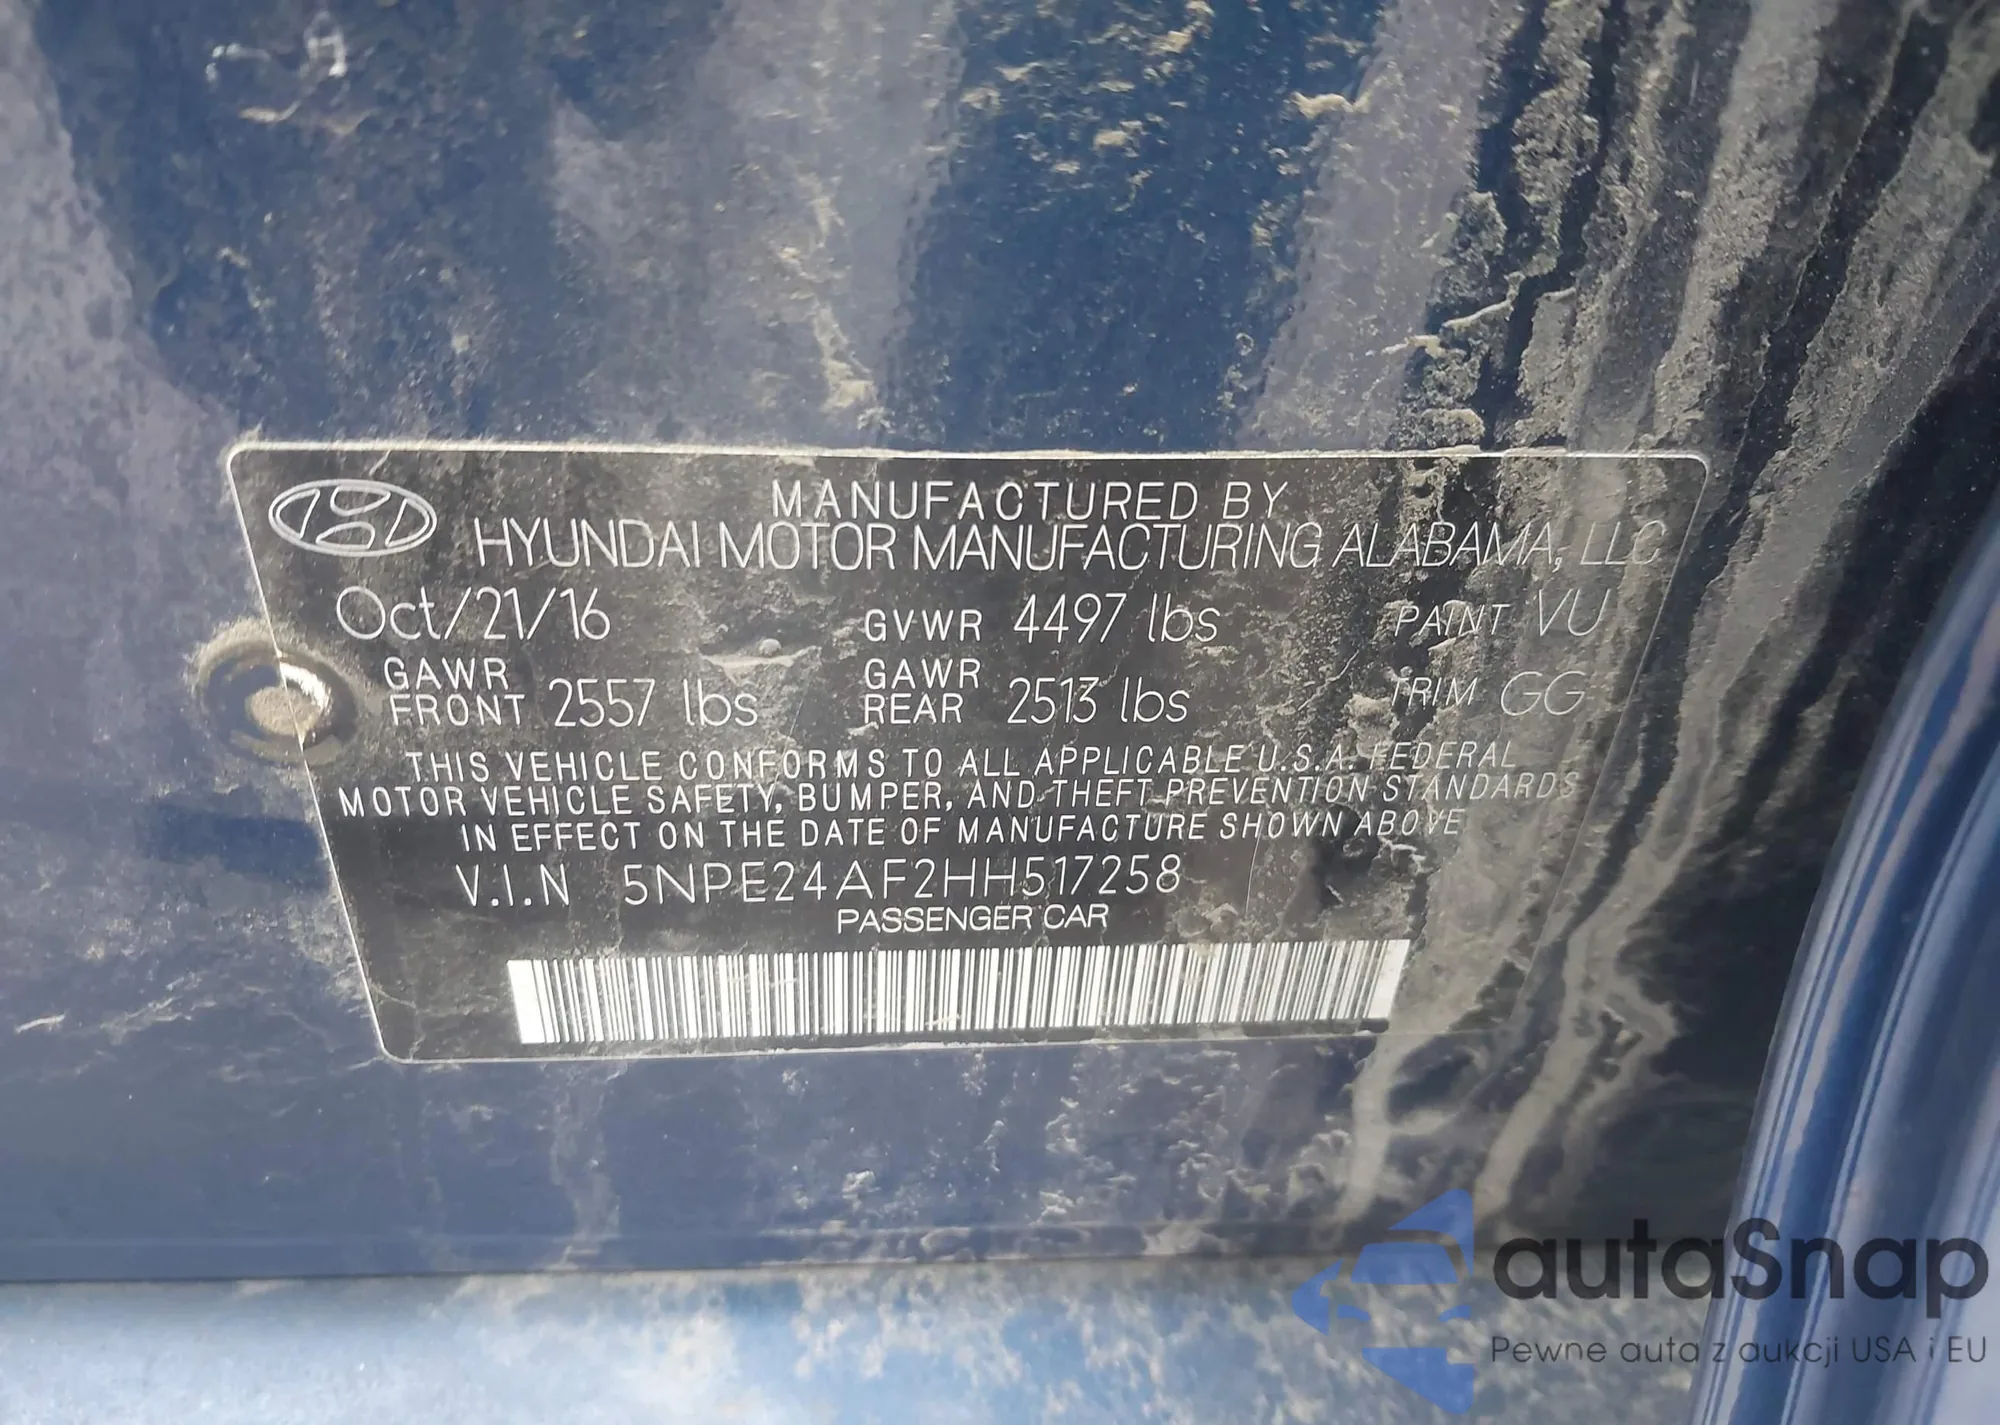 MANUFACTURED BY
HYUNDAI MOTOR MANUFACTURING ALABAMA, LLC
Oct/21/16 GVWR 4497 lbs PAINT VU
GAWR FRONT 2557 lbs GAWR REAR 2513 lbs TRIM GG
THIS VEHICLE CONFORMS TO ALL APPLICABLE U.S.A. FEDERAL
MOTOR VEHICLE SAFETY, BUMPER, AND THEFT PREVENTION STANDARDS
IN EFFECT ON THE DATE OF MANUFACTURE SHOWN ABOVE
V.I.N 5NPE24AF2HH517258
PASSENGER CAR
autaSnap
Pewne auta z aukcji USA i EU